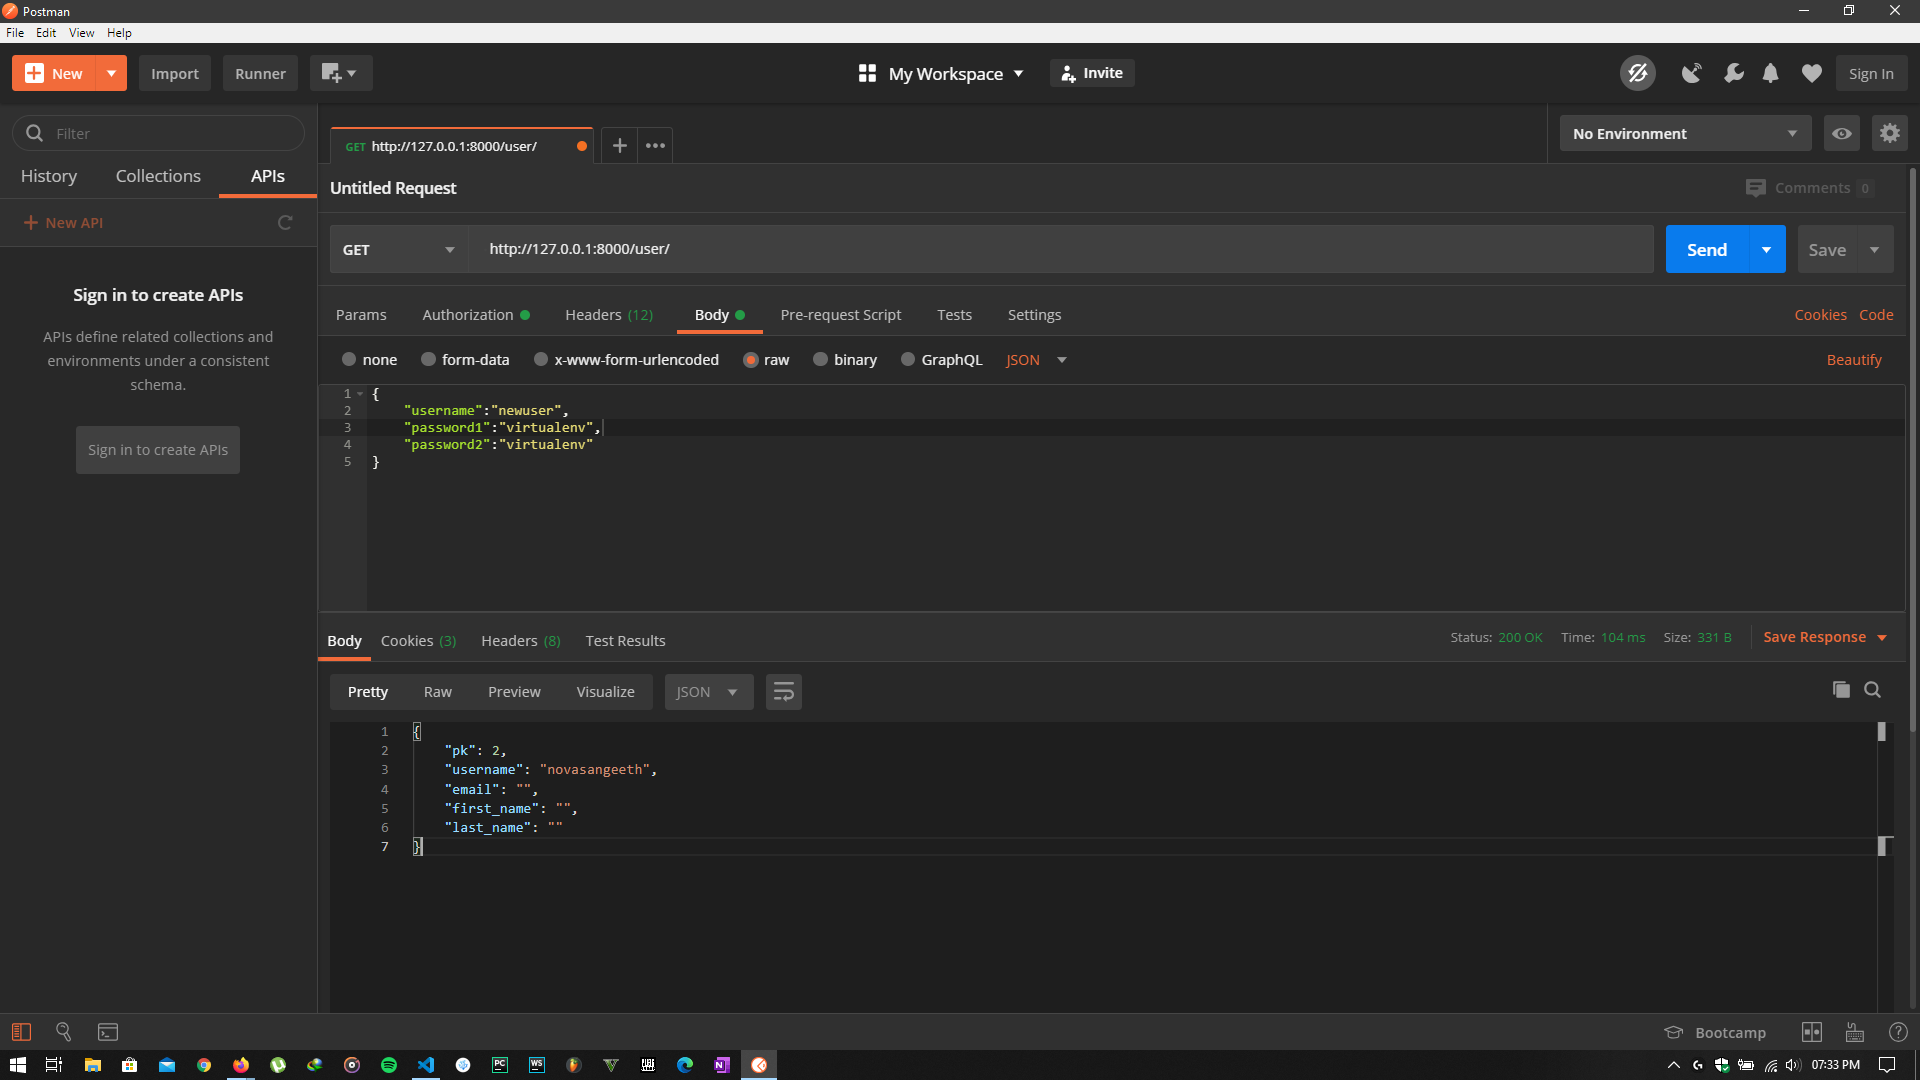 Postman
File Edit View Help
New Import Runner My Workspace Invite Sign In
Filter
History Collections APIs
New API
Sign in to create APIs
APIs define related collections and
environments under a consistent
schema.
Sign in to create APIs
GET http://127.0.0.1:8000/user/
No Environment
Untitled Request
Comments 0
GET http://127.0.0.1:8000/user/ Send Save
Params Authorization Headers (12) Body Pre-request Script Tests Settings Cookies Code
none form-data x-www-form-urlencoded raw binary GraphQL JSON Beautify
1 {
2 "username":"newuser",
3 "password1":"virtualenv",
4 "password2":"virtualenv"
5 }
Body Cookies (3) Headers (8) Test Results Status: 200 OK Time: 104 ms Size: 331 B Save Response
Pretty Raw Preview Visualize JSON
1 {
2 "pk": 2,
3 "username": "novasangeeth",
4 "email": "",
5 "first_name": "",
6 "last_name": ""
7 }
Bootcamp
PC WS N 07:33 PM